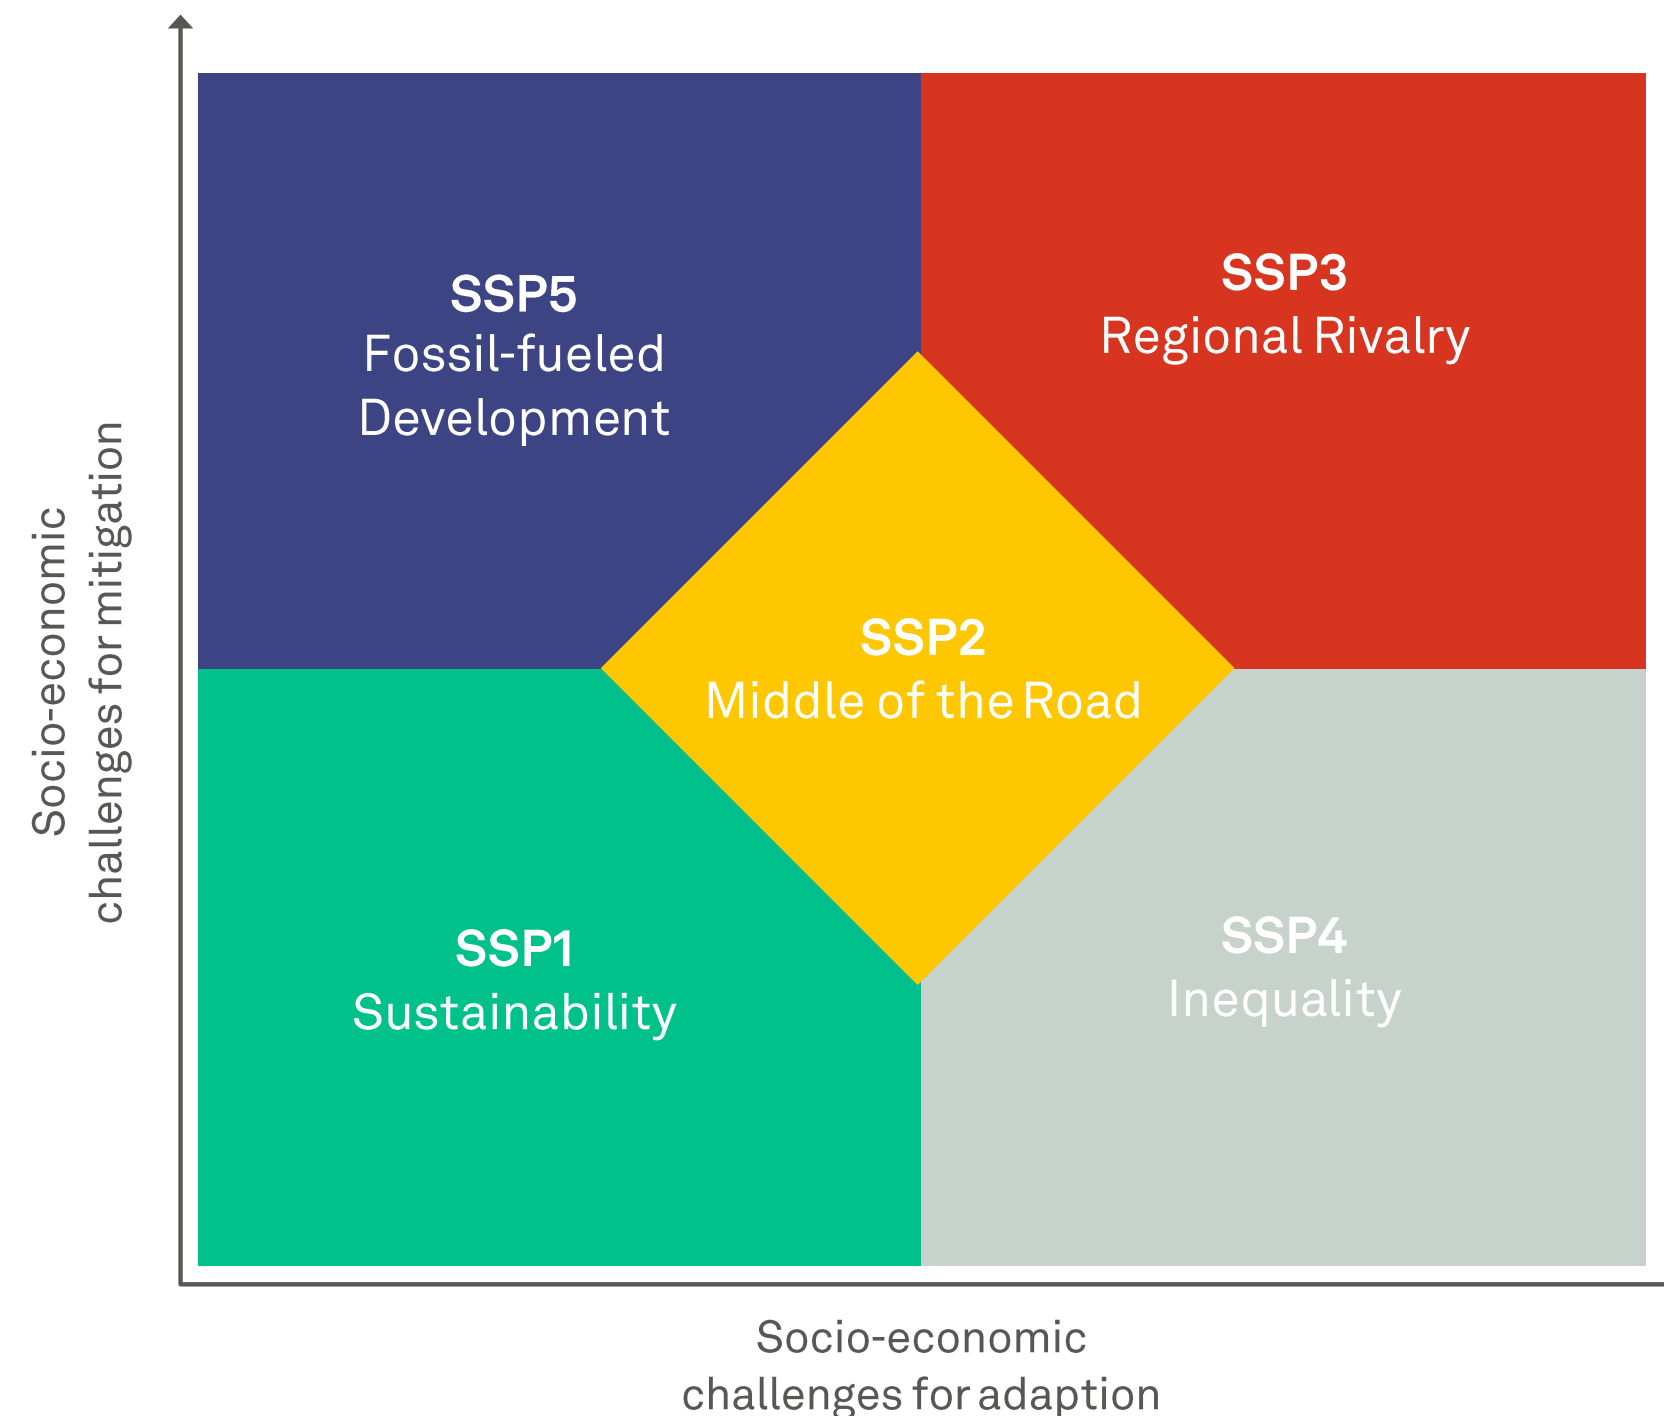 SSP5
Fossil-fueled
Development
SSP3
Regional Rivalry
SSP2
Middle of the Road
SSP1
Sustainability
SSP4
Inequality
Socio-economic
challenges for mitigation
Socio-economic
challenges for adaption